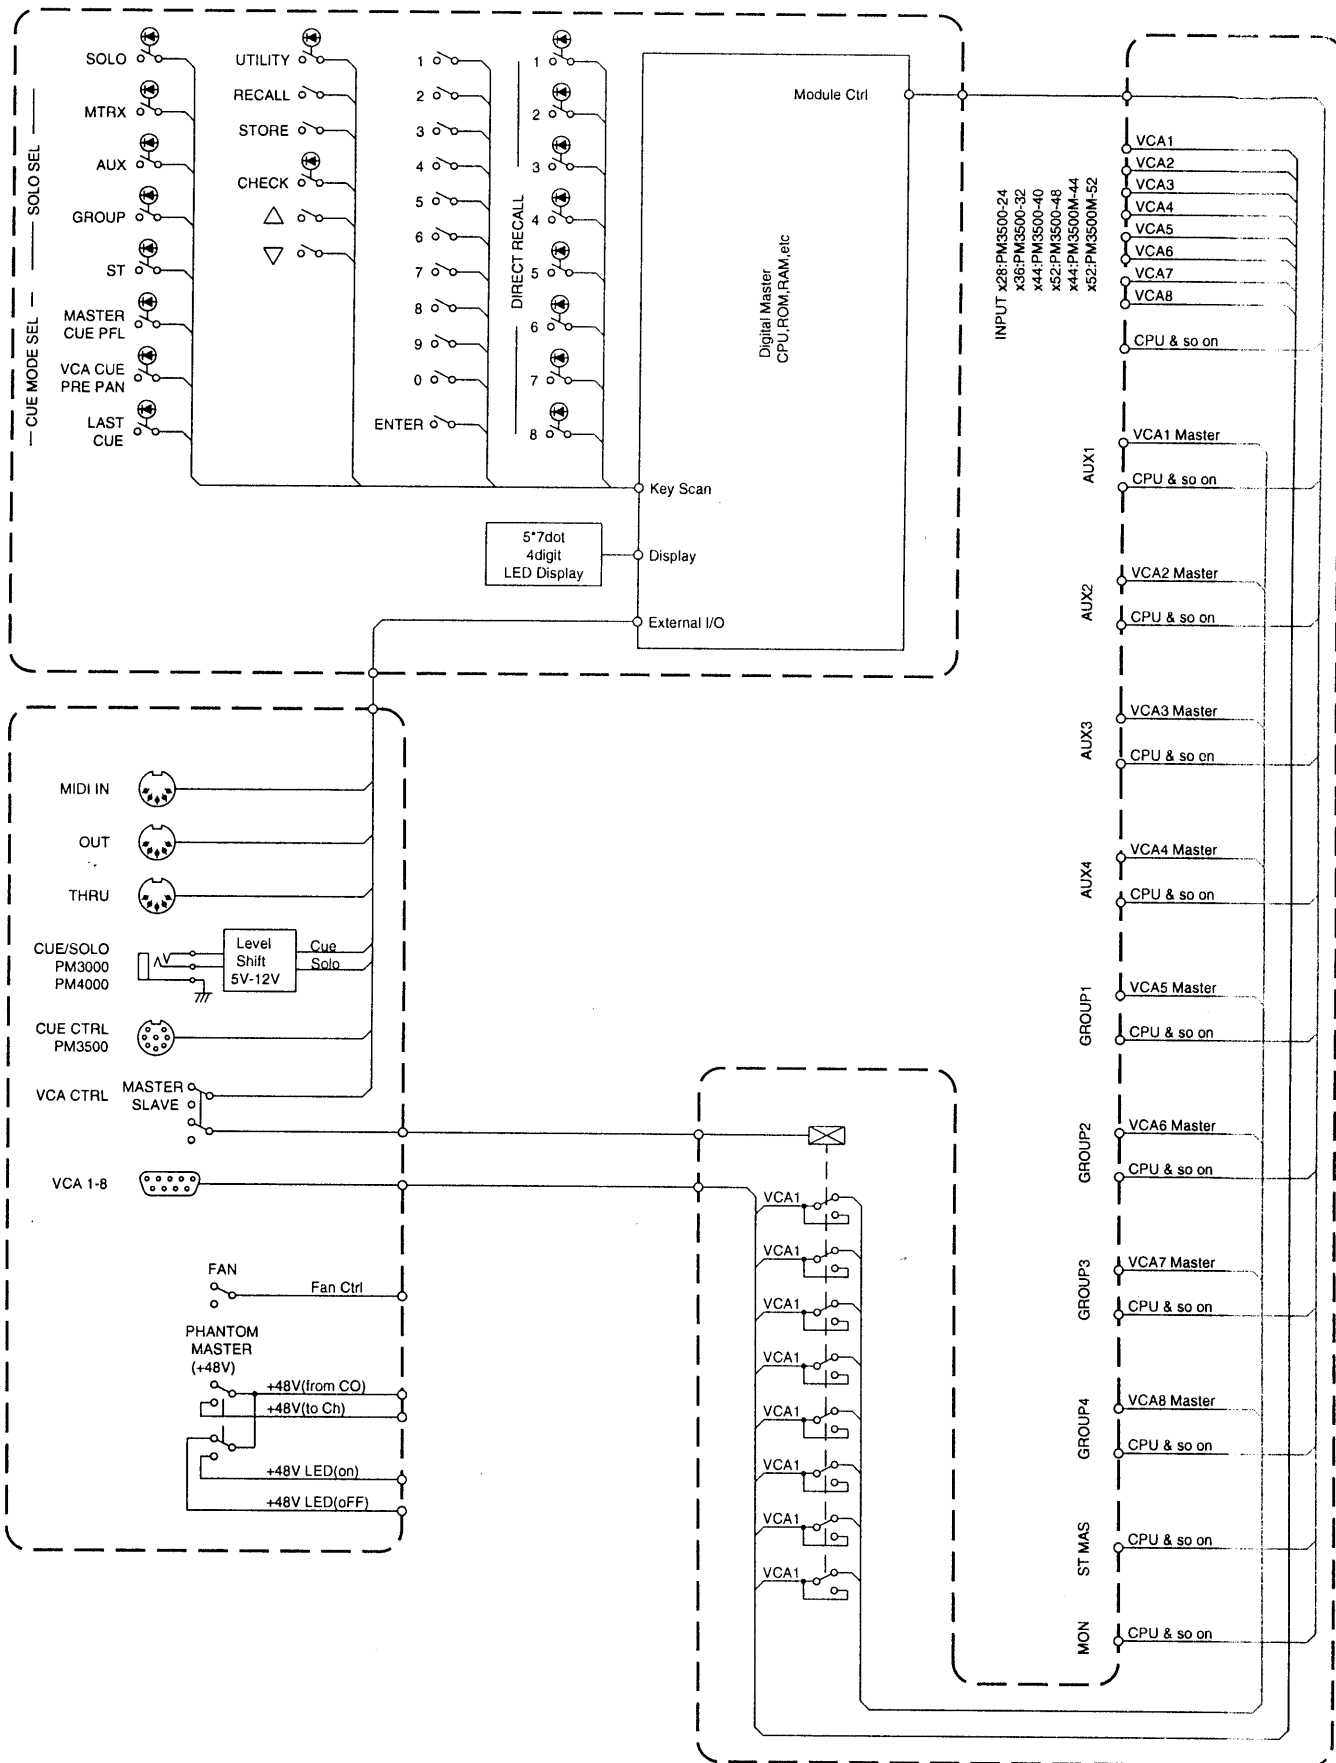 CUE MODE SEL
SOLO SEL
SOLO
MTRX
AUX
GROUP
ST
MASTER
CUE PFL
VCA CUE
PRE PAN
LAST
CUE
UTILITY
RECALL
STORE
CHECK
1
2
3
4
5
6
7
8
9
0
ENTER
DIRECT RECALL
1
2
3
4
5
6
7
8
Module Ctrl
Digital Master
CPU,ROM,RAM,etc
Key Scan
5*7dot
4digit
LED Display
Display
External I/O
INPUT x28:PM3500-24
x36:PM3500-32
x44:PM3500-40
x52:PM3500-48
x44:PM3500M-44
x52:PM3500M-52
VCA1
VCA2
VCA3
VCA4
VCA5
VCA6
VCA7
VCA8
CPU & so on
AUX1
VCA1 Master
CPU & so on
AUX2
VCA2 Master
CPU & so on
AUX3
VCA3 Master
CPU & so on
AUX4
VCA4 Master
CPU & so on
GROUP1
VCA5 Master
CPU & so on
GROUP2
VCA6 Master
CPU & so on
GROUP3
VCA7 Master
CPU & so on
GROUP4
VCA8 Master
CPU & so on
ST MAS
CPU & so on
MON
CPU & so on
MIDI IN
OUT
THRU
CUE/SOLO
PM3000
PM4000
Level
Shift
5V-12V
Cue
Solo
CUE CTRL
PM3500
VCA CTRL
MASTER
SLAVE
VCA 1-8
FAN
Fan Ctrl
PHANTOM
MASTER
(+48V)
+48V(from CO)
+48V(to Ch)
+48V LED(on)
+48V LED(oFF)
VCA1
VCA1
VCA1
VCA1
VCA1
VCA1
VCA1
VCA1